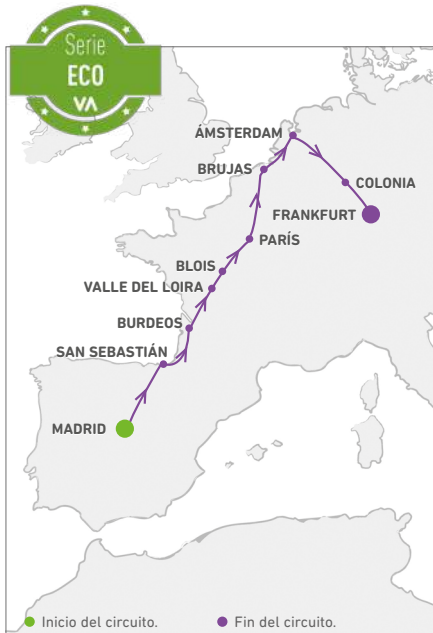 Serie
ECO
VA
ÁMSTERDAM
BRUJAS
COLONIA
FRANKFURT
PARÍS
BLOIS
VALLE DEL LOIRA
BURDEOS
SAN SEBASTIÁN
MADRID
Inicio del circuito.
Fin del circuito.